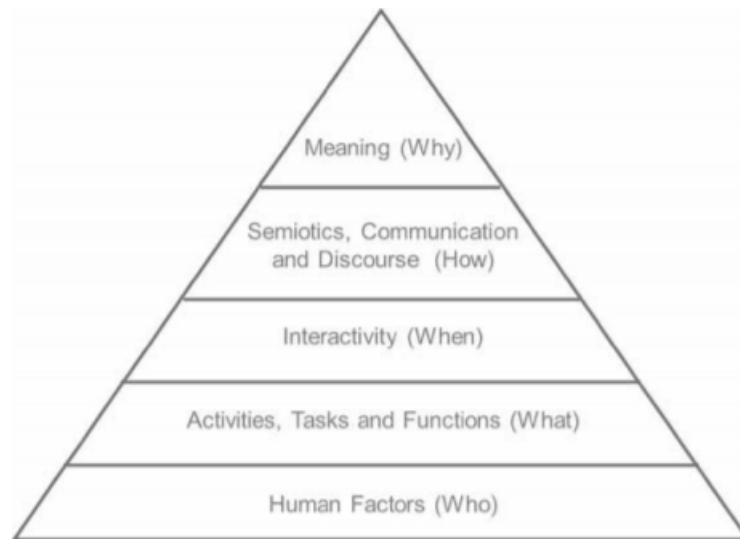 Meaning (Why)
Semiotics, Communication
and Discourse (How)
Interactivity (When)
Activities, Tasks and Functions (What)
Human Factors (Who)